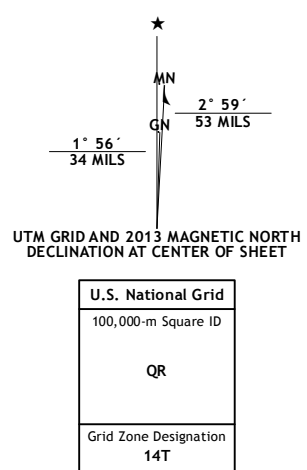 ★
MN
GN
2° 59´
53 MILS
1° 56´
34 MILS
UTM GRID AND 2013 MAGNETIC NORTH
DECLINATION AT CENTER OF SHEET
U.S. National Grid
100,000-m Square ID
QR
Grid Zone Designation
14T